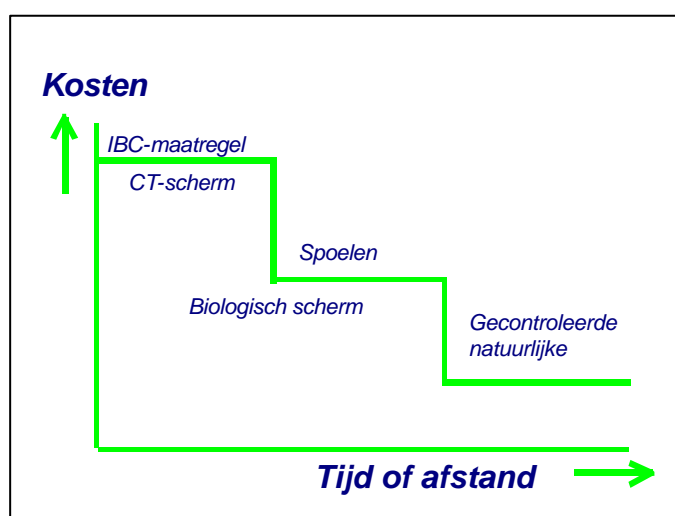 Kosten
IBC-maatregel
CT-scherm
Spoelen
Biologisch scherm
Gecontroleerde
natuurlijke
Tijd of afstand